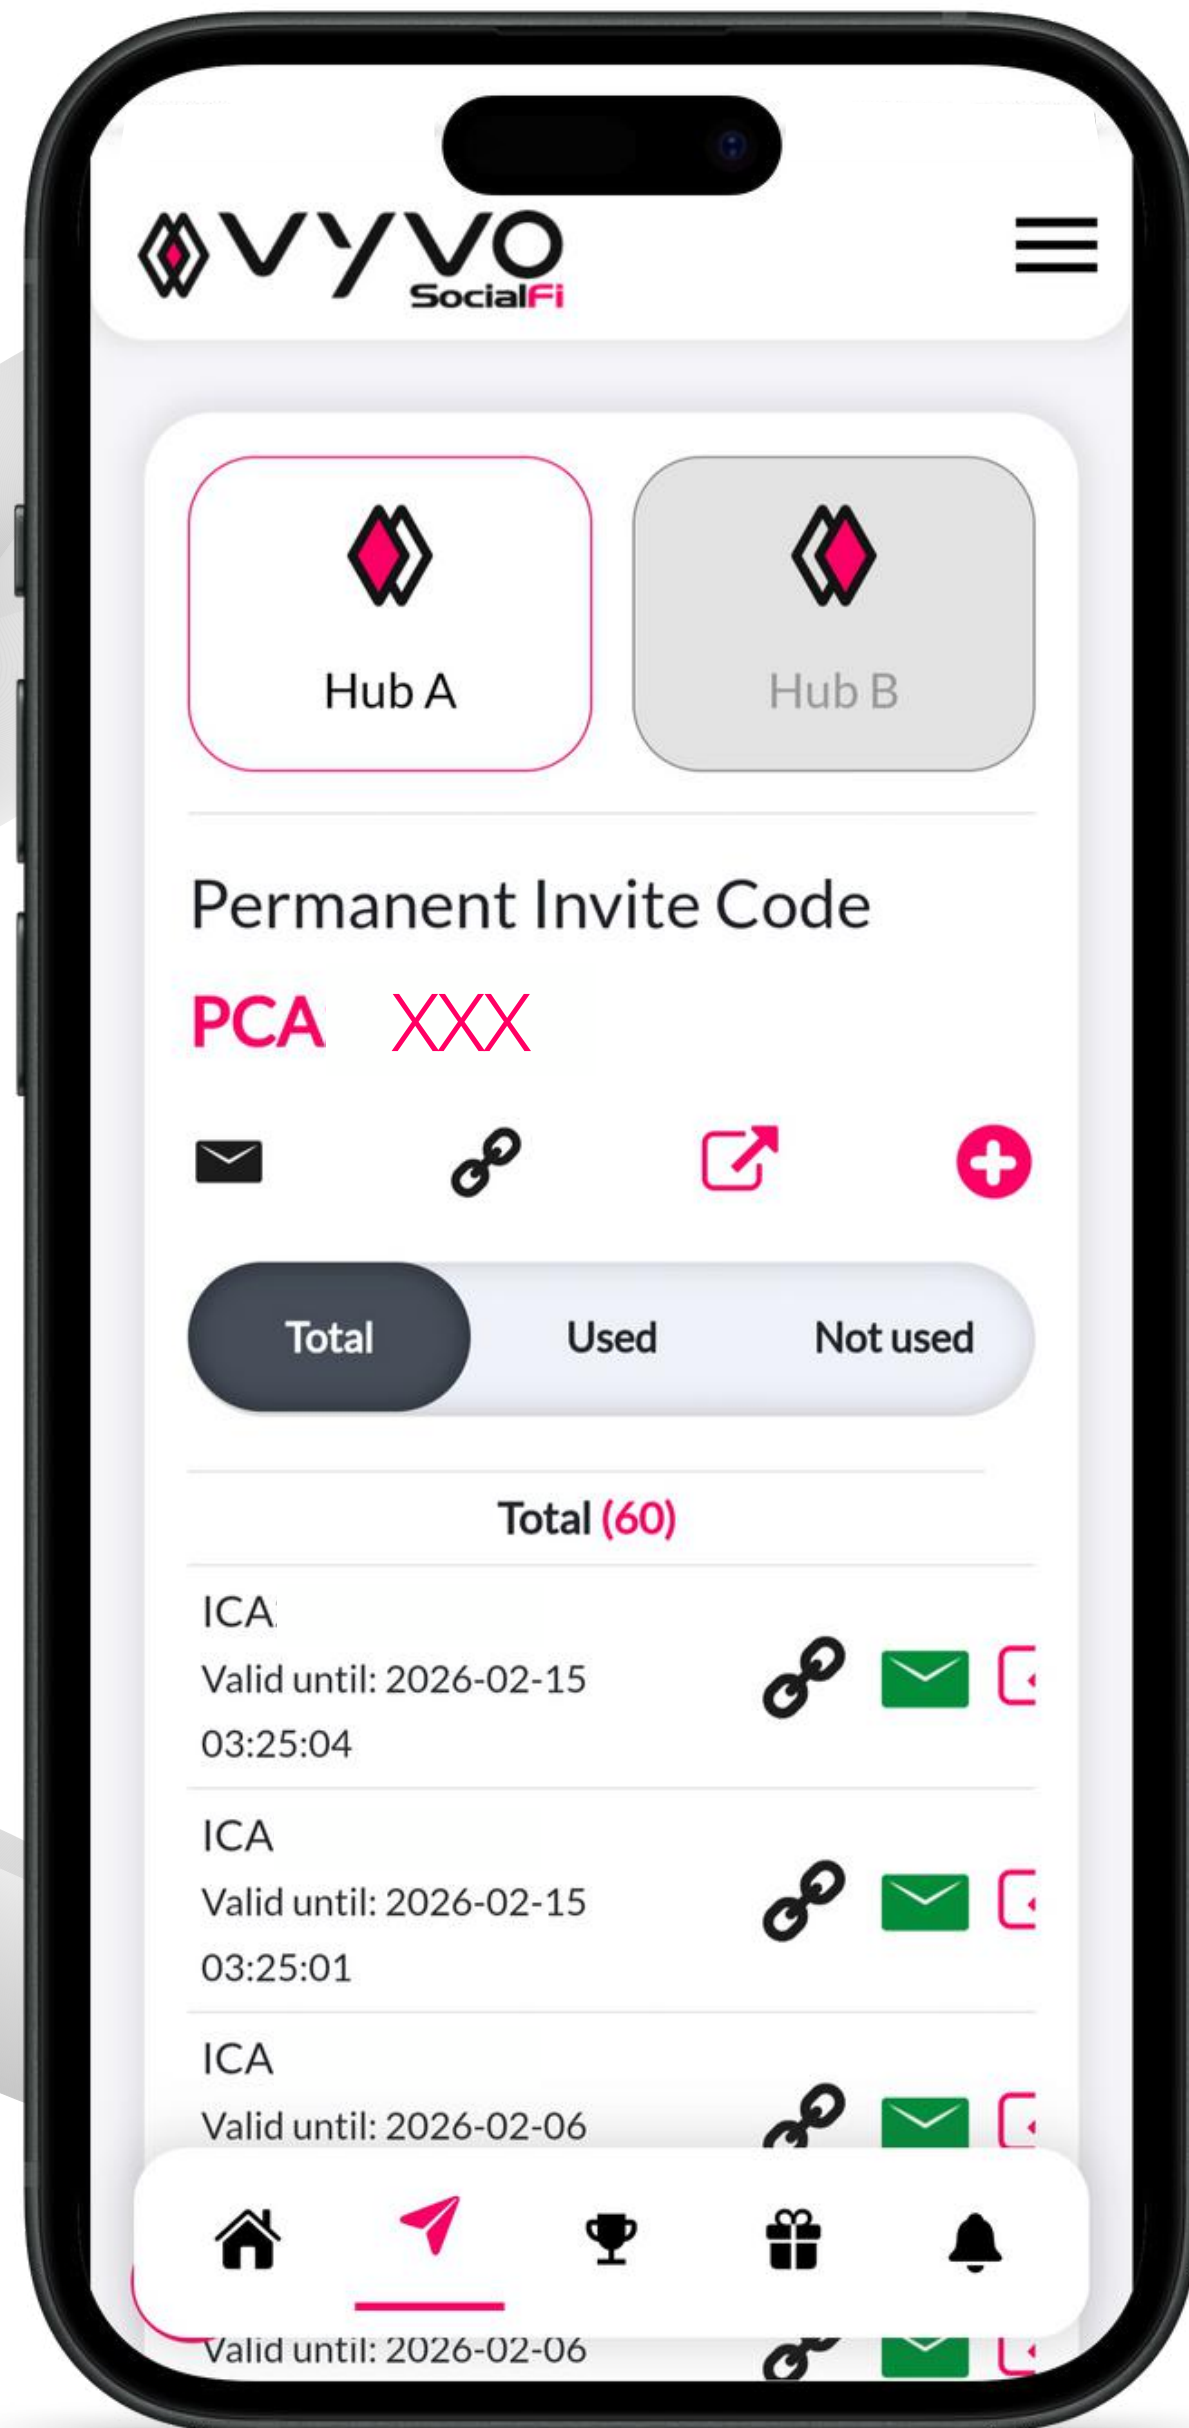 VYVO
SocialFi
Hub A
Hub B
Permanent Invite Code
PCA XXX
Total
Used
Not used
Total (60)
ICA
Valid until: 2026-02-15
03:25:04
ICA
Valid until: 2026-02-15
03:25:01
ICA
Valid until: 2026-02-06
Valid until: 2026-02-06